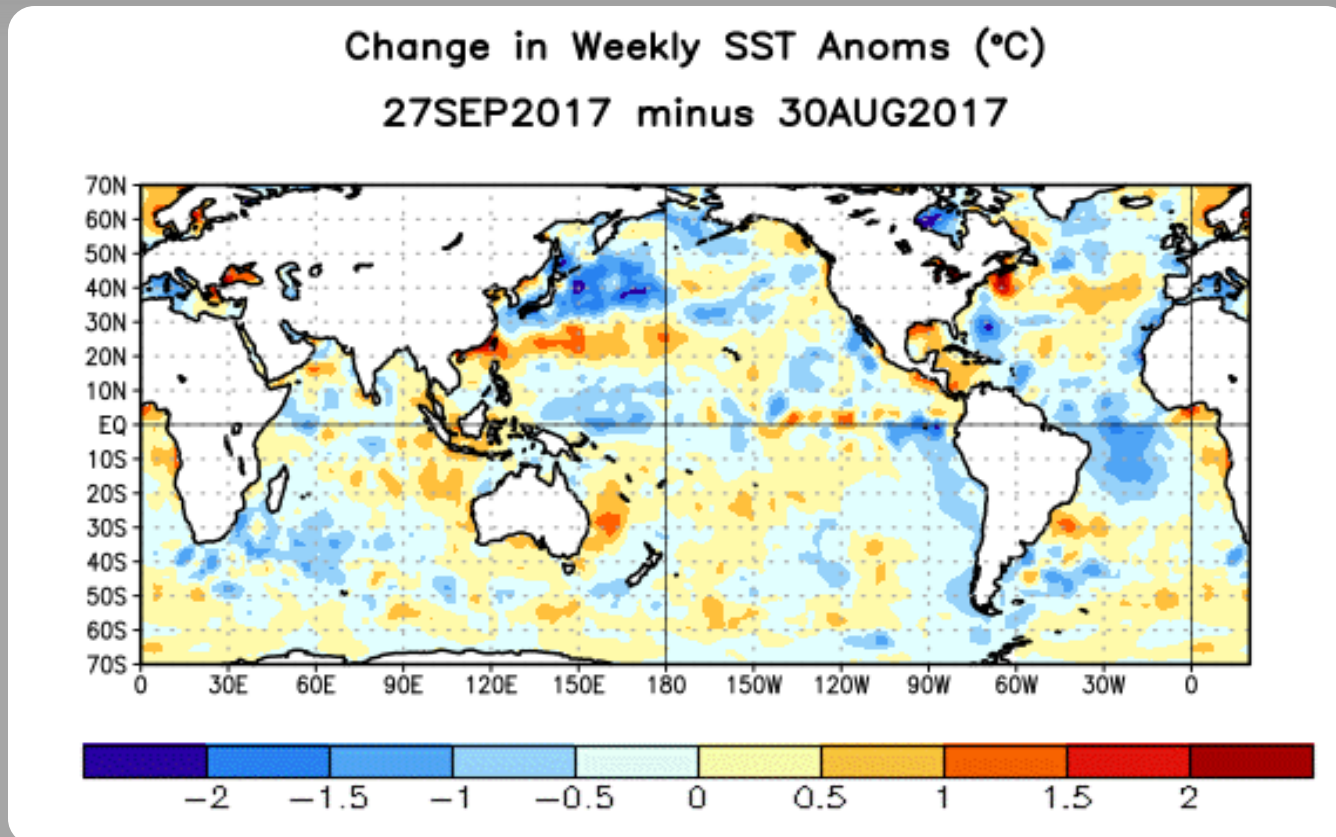 Change in Weekly SST Anoms (°C)
27SEP2017 minus 30AUG2017
70N
60N
50N
40N
30N
20N
10N
EQ
10S
20S
30S
40S
50S
60S
70S
0 30E 60E 90E 120E 150E 180 150W 120W 90W 60W 30W 0
−2 −1.5 −1 −0.5 0 0.5 1 1.5 2